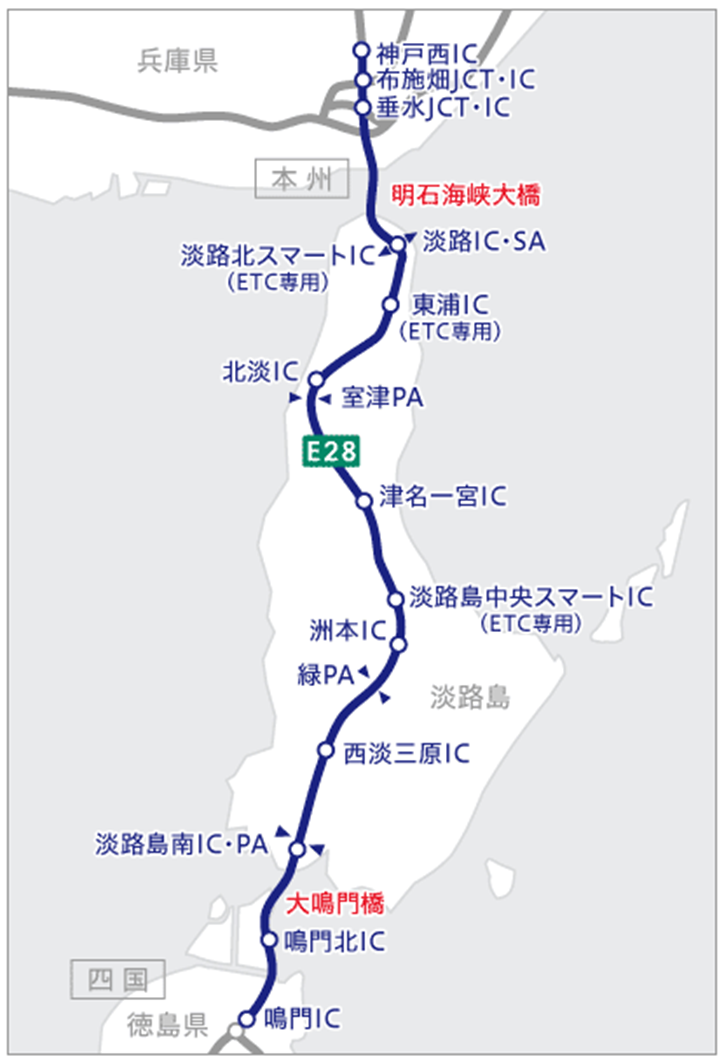 兵庫県
神戸西IC
布施畑JCT・IC
垂水JCT・IC
本州
明石海峡大橋
淡路IC・SA
淡路北スマートIC
(ETC専用)
東浦IC
(ETC専用)
北淡IC
室津PA
E28
津名一宮IC
淡路島中央スマートIC
(ETC専用)
洲本IC
緑PA
淡路島
西淡三原IC
淡路島南IC・PA
大鳴門橋
鳴門北IC
四国
徳島県
鳴門IC